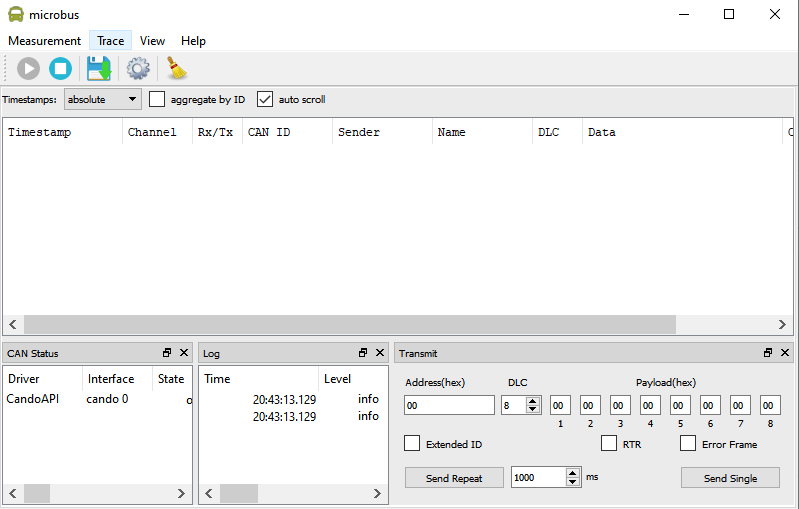 microbus
Measurement Trace View Help
Timestamps: absolute aggregate by ID auto scroll
Timestamp Channel Rx/Tx CAN ID Sender Name DLC Data
CAN Status
Driver Interface State
CandoAPI cando 0
Log
Time Level
20:43:13.129 info
20:43:13.129 info
Transmit
Address(hex) DLC Payload(hex)
00 8 00 00 00 00 00 00 00 00
1 2 3 4 5 6 7 8
Extended ID RTR Error Frame
Send Repeat 1000 ms Send Single